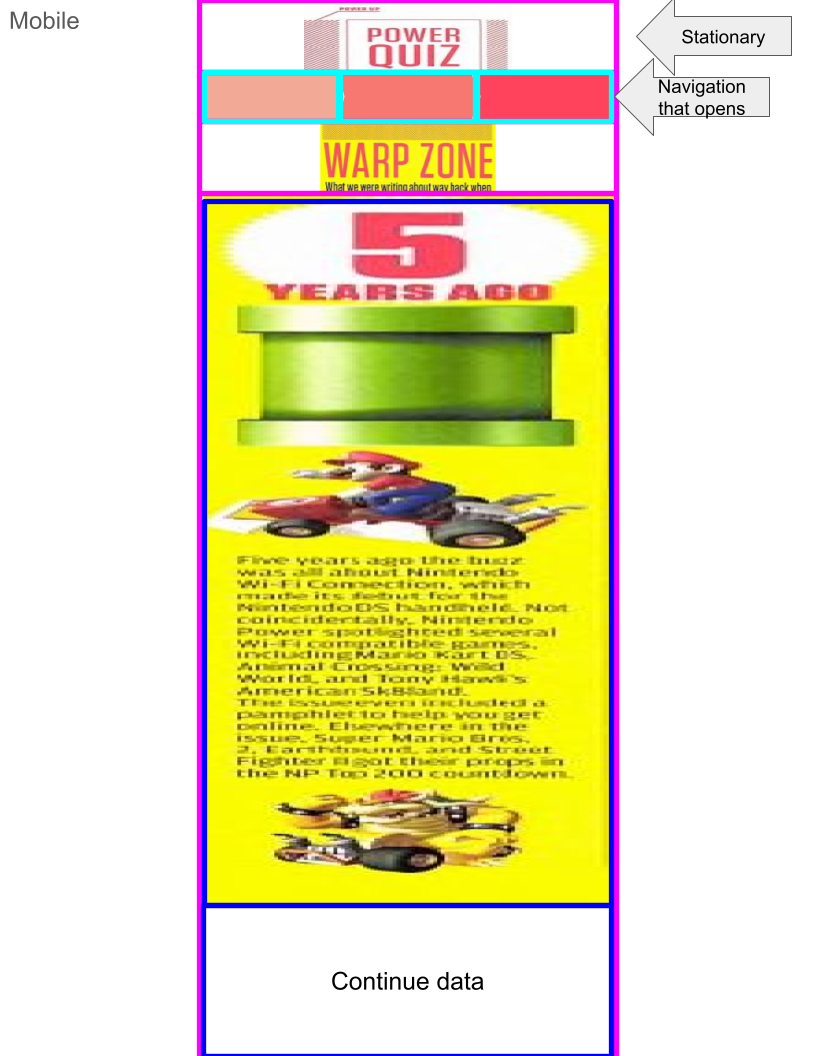 Mobile
POWER UP
POWER
QUIZ
Stationary
Navigation
that opens
WARP ZONE
What we were writing about way back when
5
YEARS AGO
Five years ago the buzz
was all about Nintendo
Wi-Fi Connection, which
made its debut for the
Nintendo DS handheld. Not
coincidentally, Nintendo
Power spotlighted several
Wi-Fi compatible games,
including Mario Kart DS,
Animal Crossing: Wild
World, and Tony Hawk's
American Sk8land.
The issue even included a
pamphlet to help you get
online. Elsewhere in the
issue, Super Mario Bros.
2, Earthbound, and Street
Fighter II got their props in
the NP Top 200 countdown.
Continue data